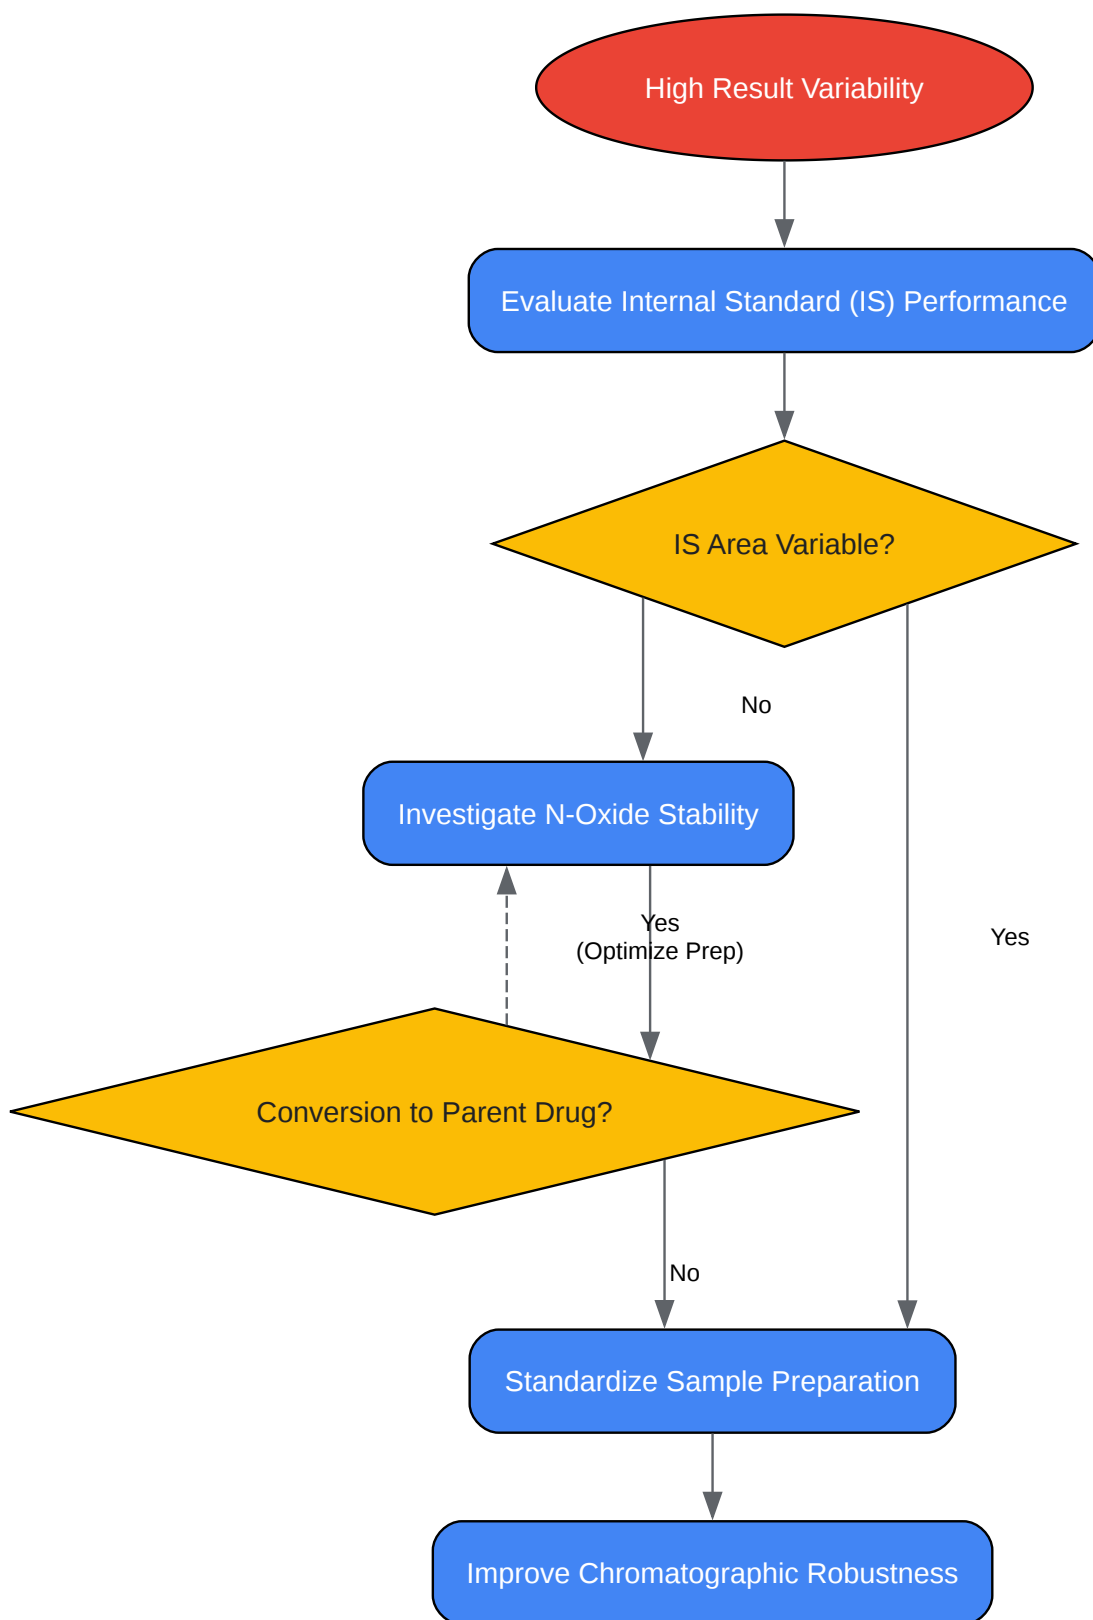 High Result Variability
Evaluate Internal Standard (IS) Performance
IS Area Variable?
No
Investigate N-Oxide Stability
Yes
(Optimize Prep)
Yes
Conversion to Parent Drug?
No
Standardize Sample Preparation
Improve Chromatographic Robustness